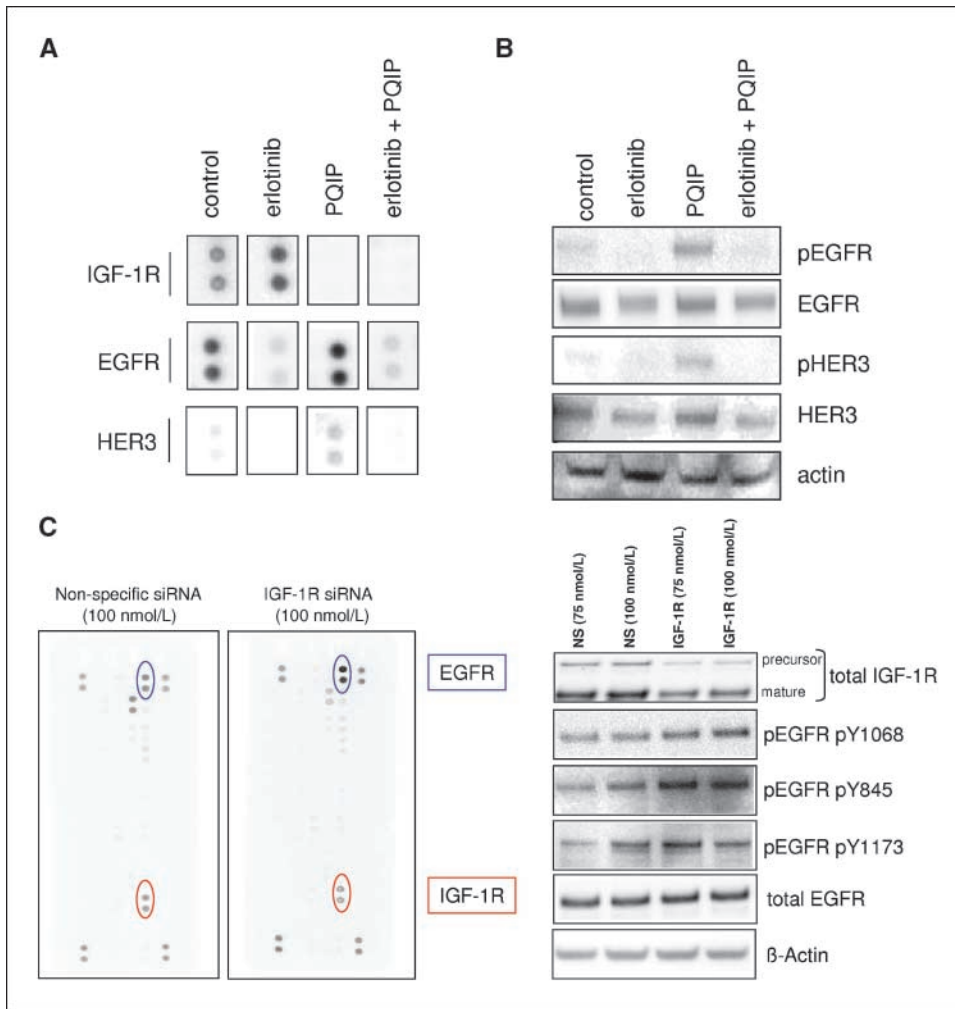 A
control
erlotinib
PQIP
erlotinib + PQIP
IGF-1R
EGFR
HER3
B
control
erlotinib
PQIP
erlotinib + PQIP
pEGFR
EGFR
pHER3
HER3
actin
C
Non-specific siRNA
(100 nmol/L)
IGF-1R siRNA
(100 nmol/L)
EGFR
IGF-1R
NS (75 nmol/L)
NS (100 nmol/L)
IGF-1R (75 nmol/L)
IGF-1R (100 nmol/L)
precursor
mature
total IGF-1R
pEGFR pY1068
pEGFR pY845
pEGFR pY1173
total EGFR
ß-Actin